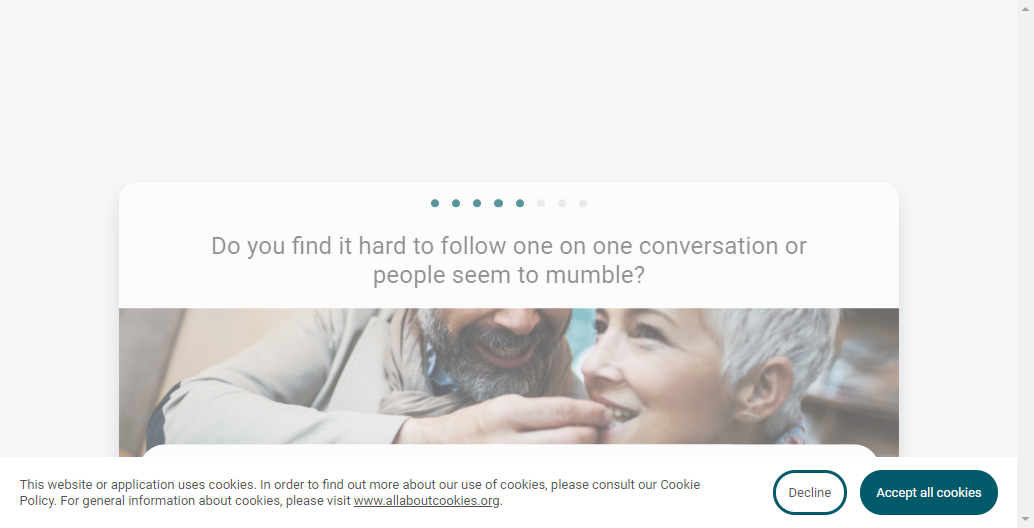 Do you find it hard to follow one on one conversation or
people seem to mumble?
This website or application uses cookies. In order to find out more about our use of cookies, please consult our Cookie
Policy. For general information about cookies, please visit www.allaboutcookies.org.
Decline
Accept all cookies